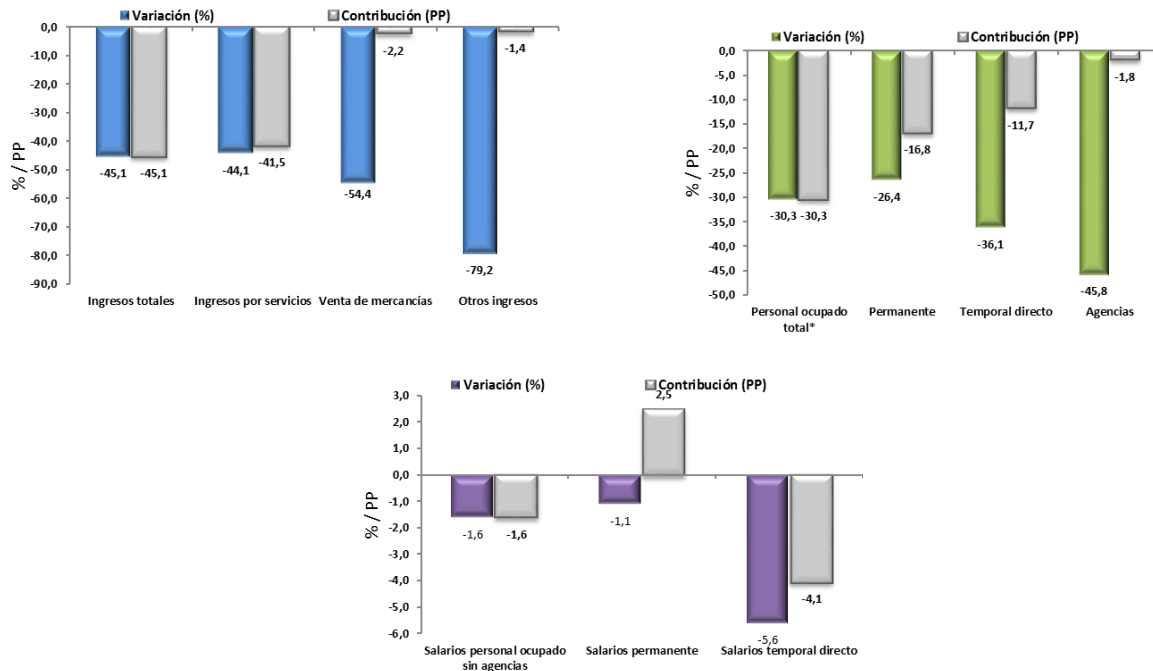 Variación (%) Contribución (PP)
0,0
-10,0
-20,0
-30,0
-40,0
-50,0
-60,0
-70,0
-80,0
-90,0
% / PP
-45,1 -45,1 -44,1 -41,5 -54,4 -2,2 -79,2 -1,4
Ingresos totales Ingresos por servicios Venta de mercancías Otros ingresos
Variación (%) Contribución (PP)
0,0
-5,0
-10,0
-15,0
-20,0
-25,0
-30,0
-35,0
-40,0
-45,0
-50,0
% / PP
-30,3 -30,3 -26,4 -16,8 -36,1 -11,7 -45,8 -1,8
Personal ocupado Permanente Temporal directo Agencias
total*
Variación (%) Contribución (PP)
3,0
2,0
1,0
0,0
-1,0
-2,0
-3,0
-4,0
-5,0
-6,0
% / PP
-1,6 -1,6 -1,1 2,5 -5,6 -4,1
Salarios personal ocupado Salarios permanente Salarios temporal directo
sin agencias